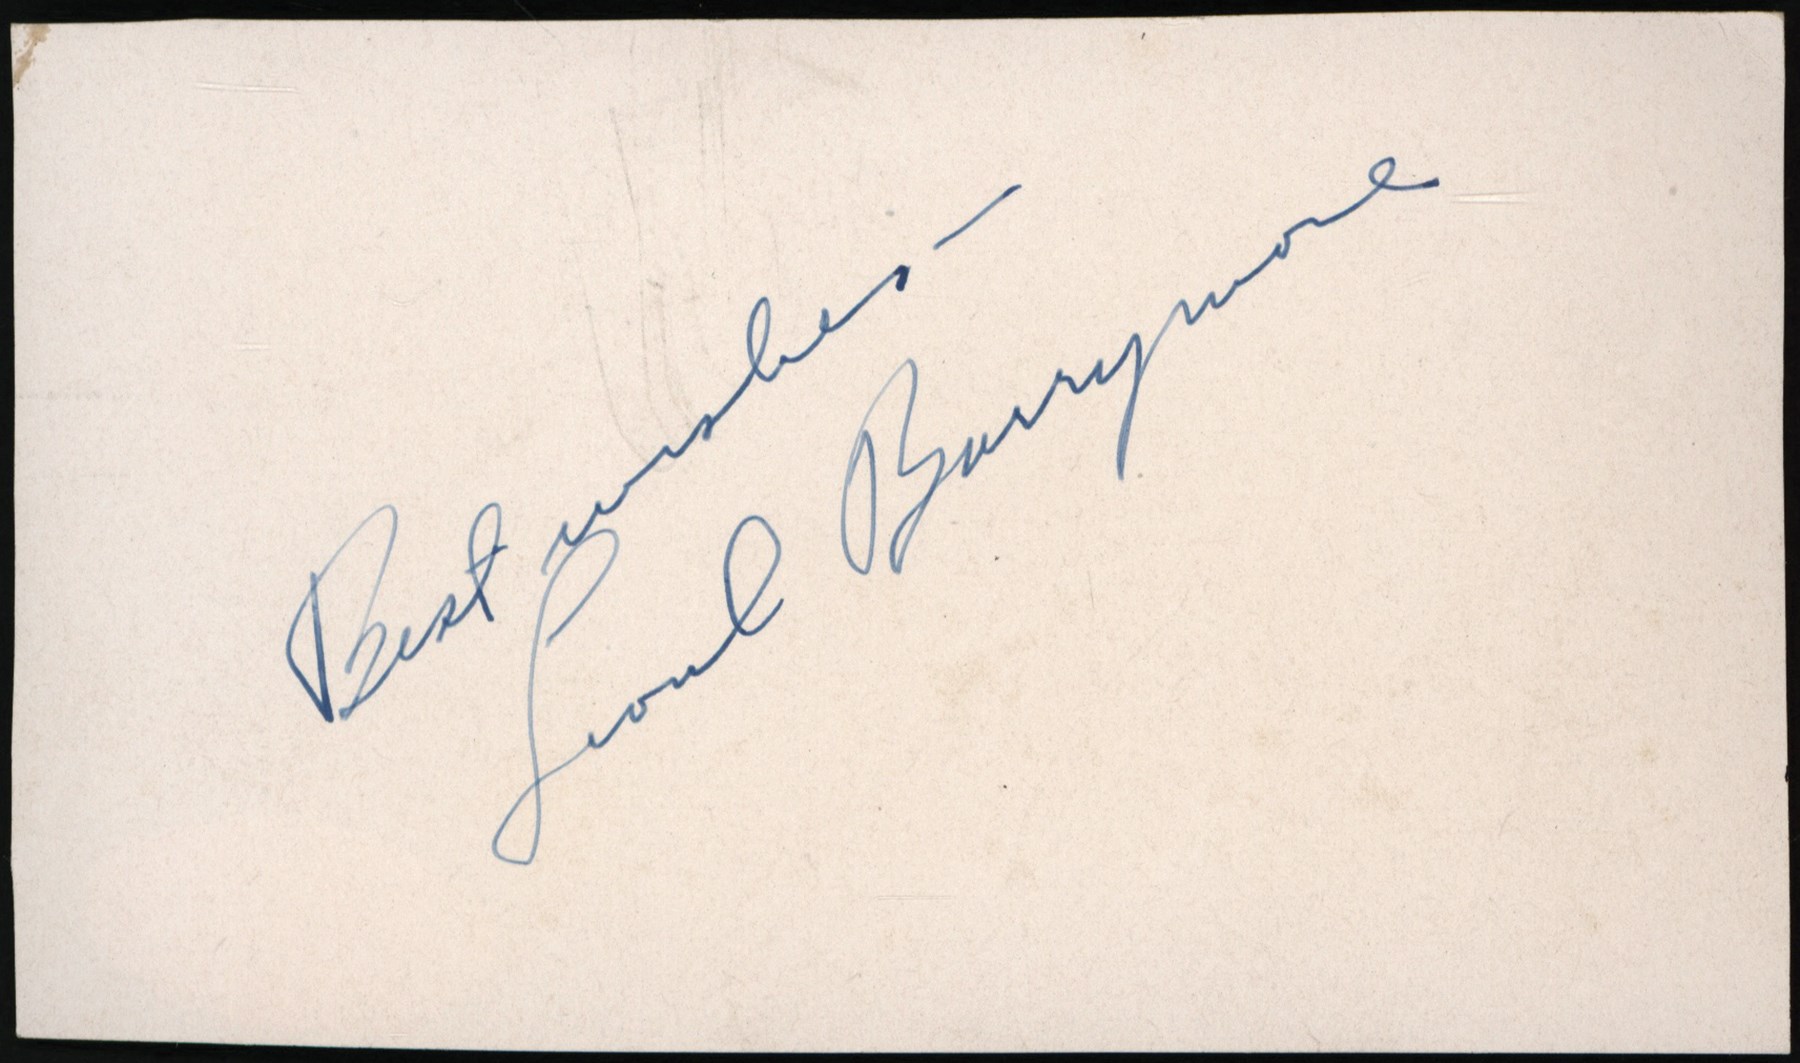 Best wishes –
Lionel Barrymore